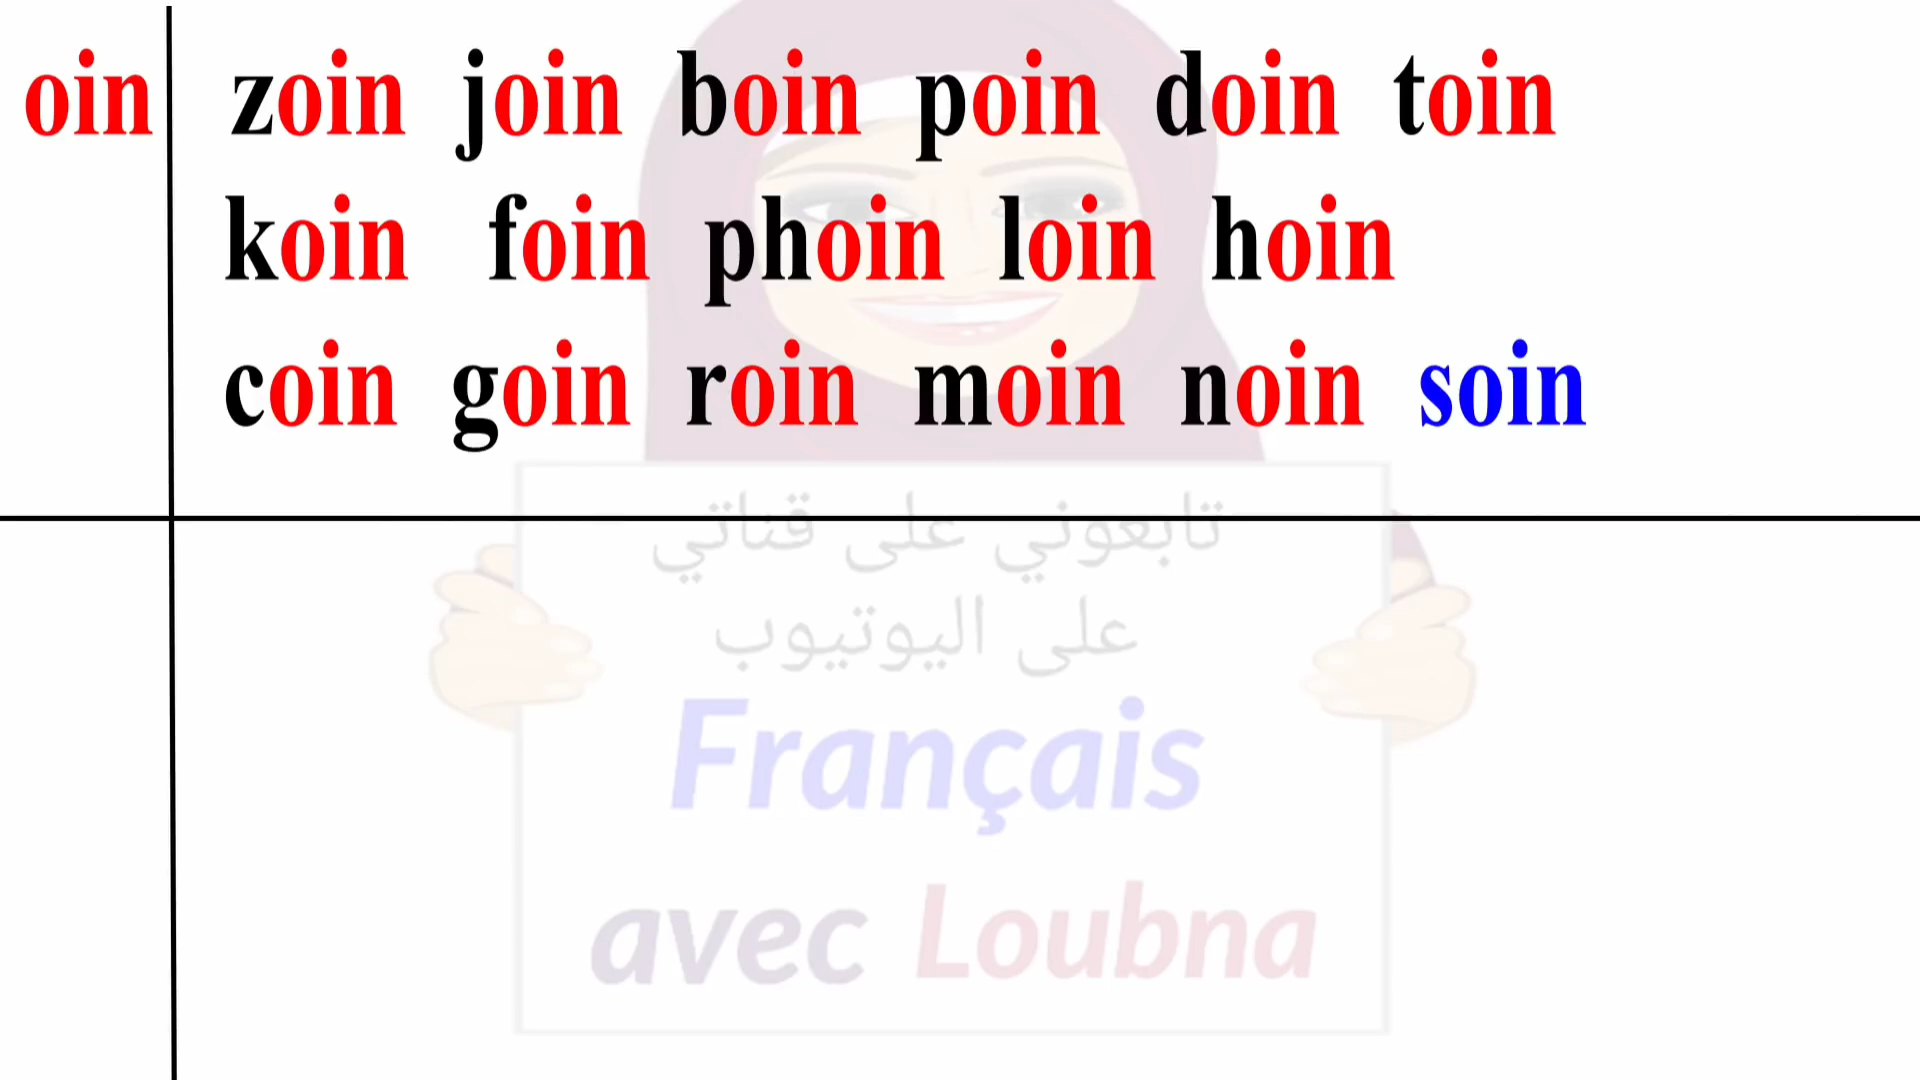 oin zoin join boin poin doin toin
koin foin phoin loin hoin
coin goin roin moin noin soin
تابعوني على قناتي
على اليوتيوب
Français
avec Loubna